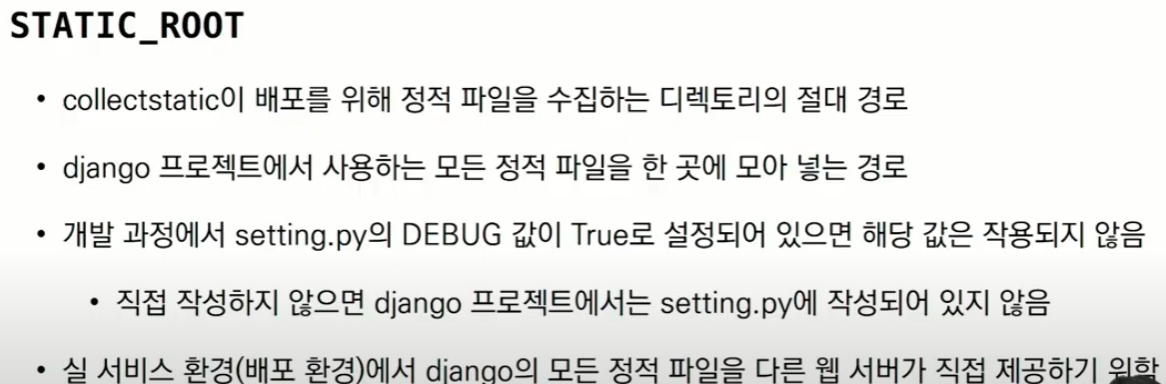 STATIC_ROOT
• collectstatic이 배포를 위해 정적 파일을 수집하는 디렉토리의 절대 경로
• django 프로젝트에서 사용하는 모든 정적 파일을 한 곳에 모아 넣는 경로
• 개발 과정에서 setting.py의 DEBUG 값이 True로 설정되어 있으면 해당 값은 작용되지 않음
• 직접 작성하지 않으면 django 프로젝트에서는 setting.py에 작성되어 있지 않음
• 실 서비스 환경(배포 환경)에서 django의 모든 정적 파일을 다른 웹 서버가 직접 제공하기 위함